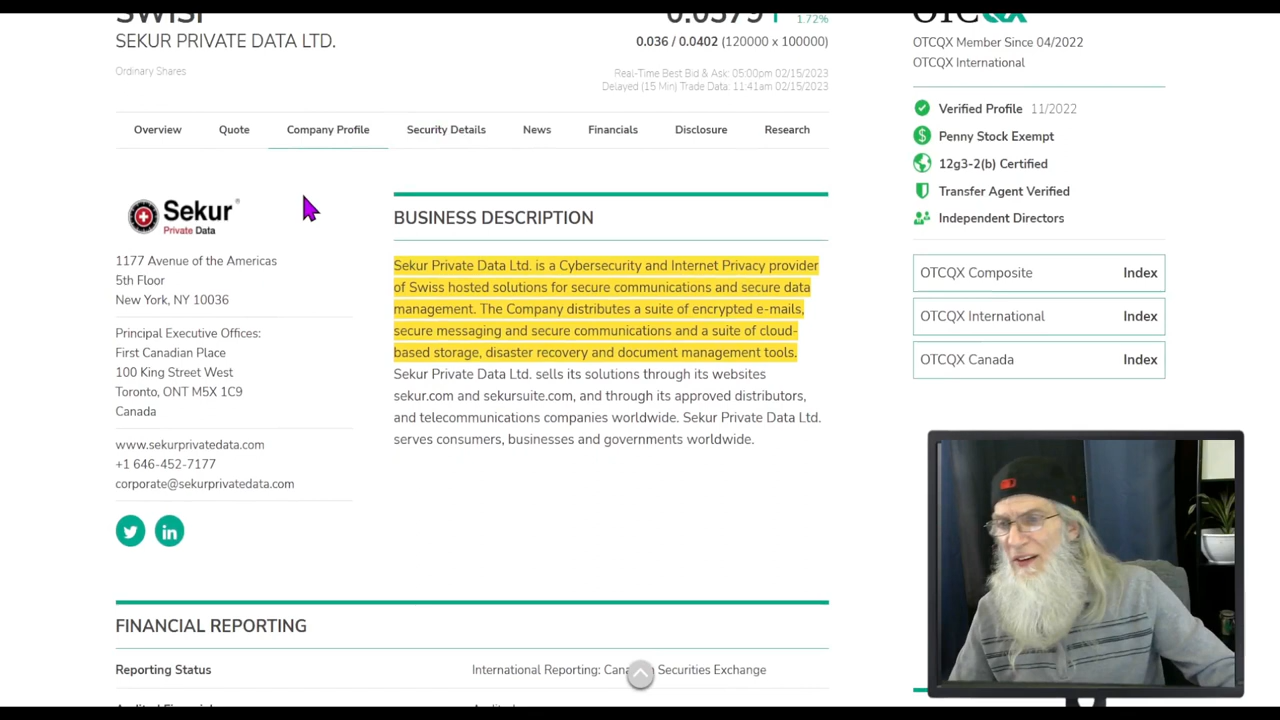 SWISF
0.0379
1.72%
SEKUR PRIVATE DATA LTD.
0.036 / 0.0402 (120000 x 100000)
Ordinary Shares
Real-Time Best Bid & Ask: 05:00pm 02/15/2023
Delayed (15 Min) Trade Data: 11:41am 02/15/2023
Overview Quote Company Profile Security Details News Financials Disclosure Research
Sekur
Private Data
1177 Avenue of the Americas
5th Floor
New York, NY 10036
Principal Executive Offices:
First Canadian Place
100 King Street West
Toronto, ONT M5X 1C9
Canada
www.sekurprivatedata.com
+1 646-452-7177
corporate@sekurprivatedata.com
BUSINESS DESCRIPTION
Sekur Private Data Ltd. is a Cybersecurity and Internet Privacy provider
of Swiss hosted solutions for secure communications and secure data
management. The Company distributes a suite of encrypted e-mails,
secure messaging and secure communications and a suite of cloud-
based storage, disaster recovery and document management tools.
Sekur Private Data Ltd. sells its solutions through its websites
sekur.com and sekursuite.com, and through its approved distributors,
and telecommunications companies worldwide. Sekur Private Data Ltd.
serves consumers, businesses and governments worldwide.
OTCQX
OTCQX Member Since 04/2022
OTCQX International
Verified Profile 11/2022
Penny Stock Exempt
12g3-2(b) Certified
Transfer Agent Verified
Independent Directors
OTCQX Composite Index
OTCQX International Index
OTCQX Canada Index
FINANCIAL REPORTING
Reporting Status International Reporting: Securities Exchange